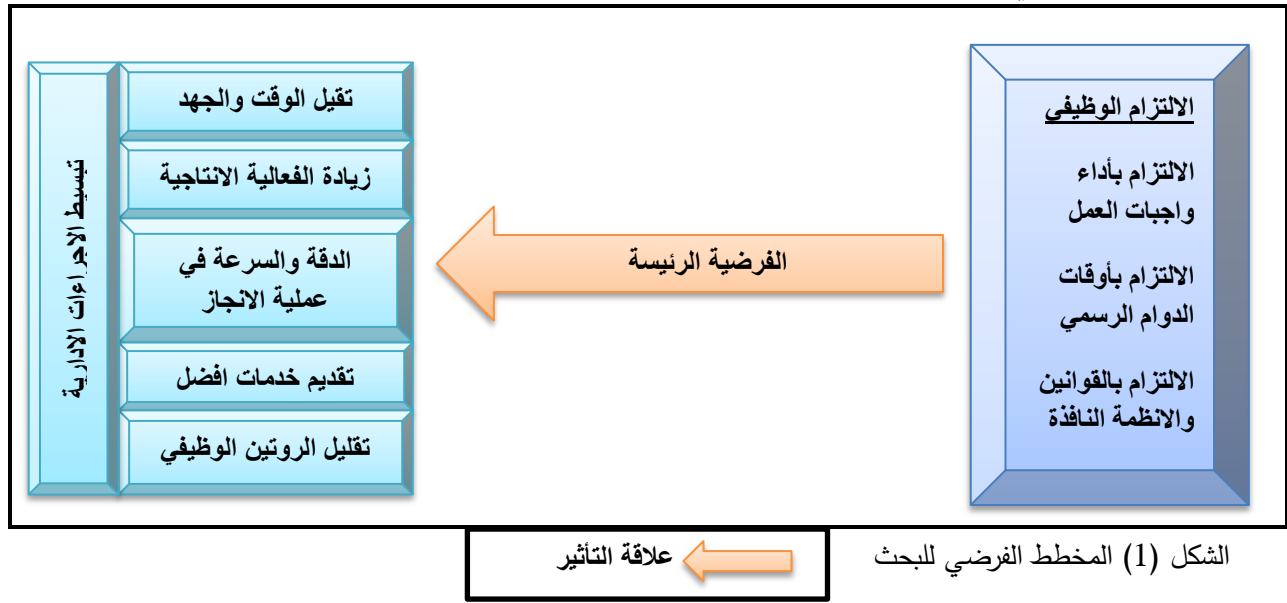 الالتزام الوظيفي
الالتزام بأداء
واجبات العمل
الالتزام بأوقات
الدوام الرسمي
الالتزام بالقوانين
والانظمة النافذة
الفرضية الرئيسة
تقيل الوقت والجهد
زيادة الفعالية الانتاجية
الدقة والسرعة في
عملية الانجاز
تقديم خدمات افضل
تقليل الروتين الوظيفي
تبسيط الاجراءات الادارية
الشكل (1) المخطط الفرضي للبحث
علاقة التأثير